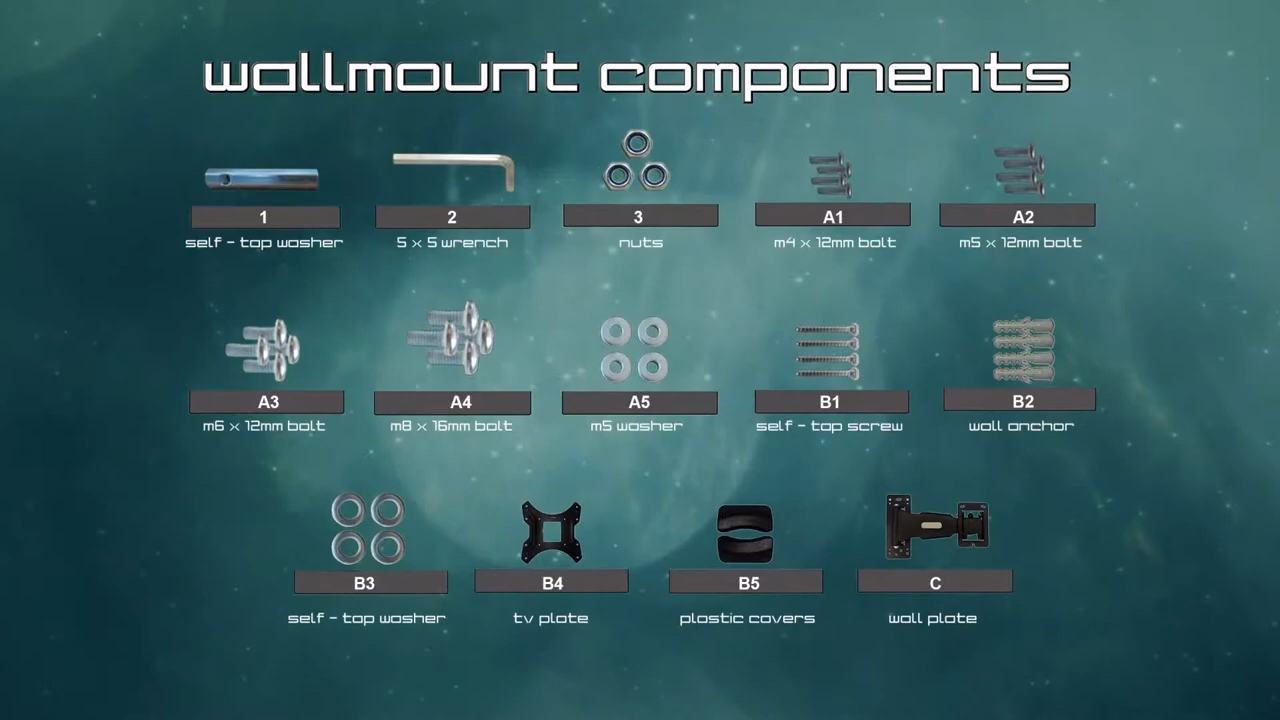 wallmount components
1
2
3
A1
A2
self - tap washer
5 x 5 wrench
nuts
m4 x 12mm bolt
m5 x 12mm bolt
A3
A4
A5
B1
B2
m6 x 12mm bolt
m8 x 16mm bolt
m5 washer
self - tap screw
wall anchor
B3
B4
B5
C
self - tap washer
tv plate
plastic covers
wall plate